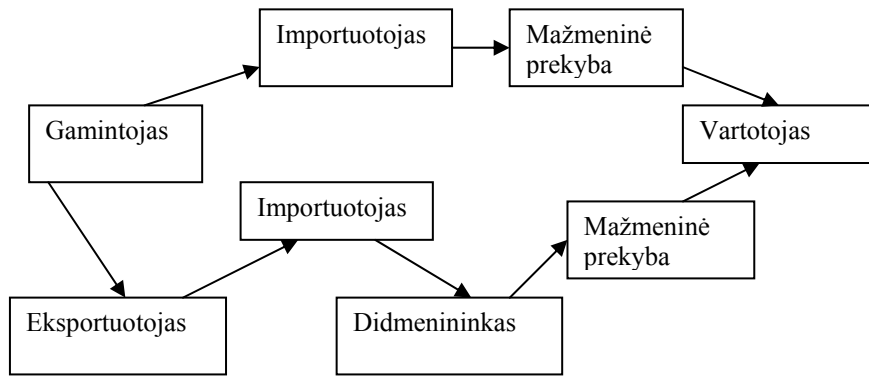 Importuotojas
Mažmeninė
prekyba
Gamintojas
Vartotojas
Importuotojas
Mažmeninė
prekyba
Eksportuotojas
Didmenininkas